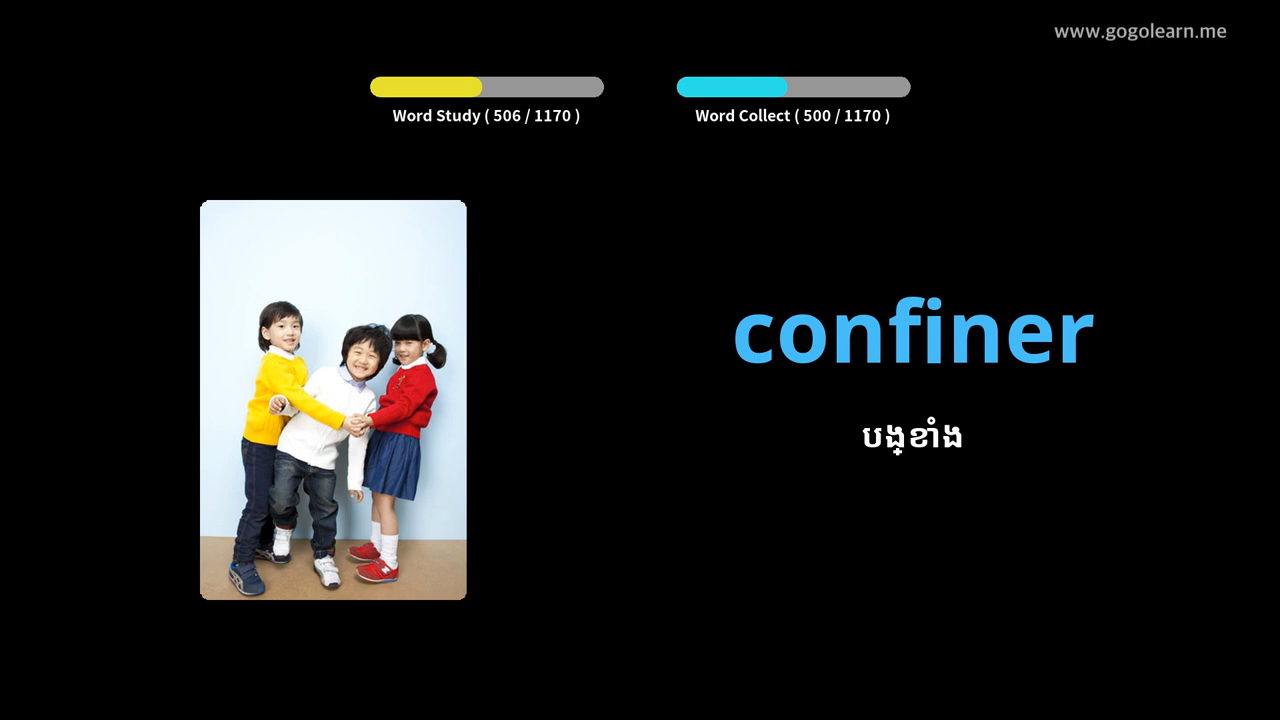 www.gogolearn.me
Word Study ( 506 / 1170 )
Word Collect ( 500 / 1170 )
confiner
បង្ខាំង